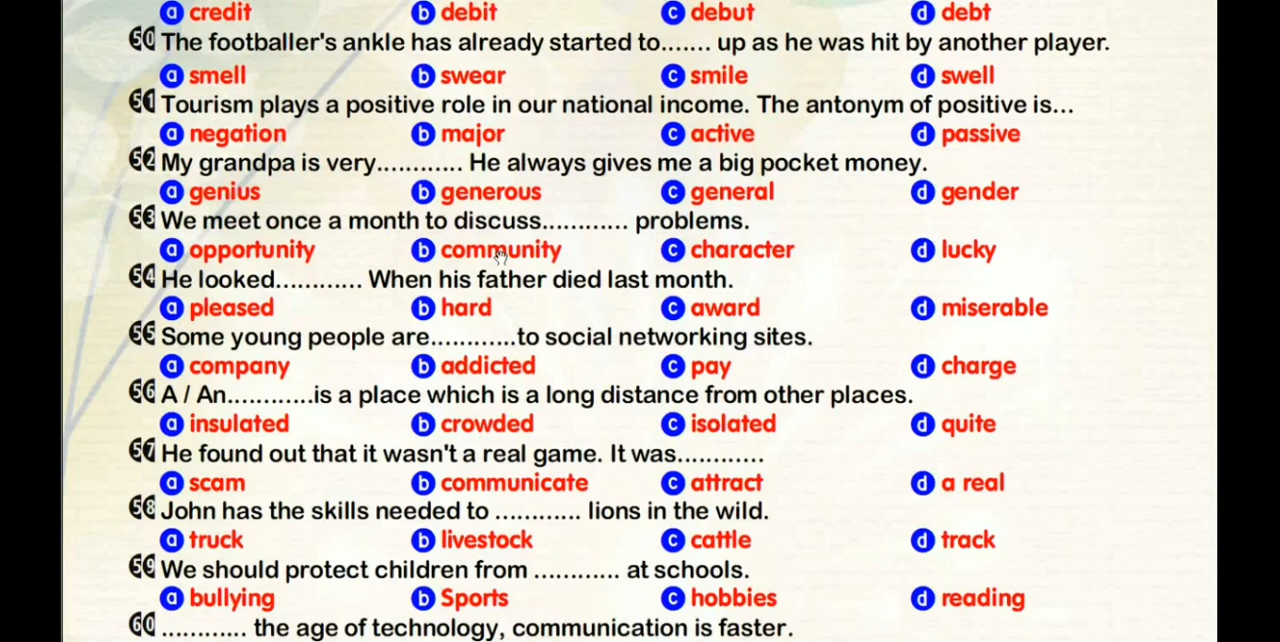 a credit b debit c debut d debt
50 The footballer's ankle has already started to....... up as he was hit by another player.
a smell b swear c smile d swell
51 Tourism plays a positive role in our national income. The antonym of positive is...
a negation b major c active d passive
52 My grandpa is very............ He always gives me a big pocket money.
a genius b generous c general d gender
53 We meet once a month to discuss............ problems.
a opportunity b community c character d lucky
54 He looked............ When his father died last month.
a pleased b hard c award d miserable
55 Some young people are............to social networking sites.
a company b addicted c pay d charge
56 A / An............is a place which is a long distance from other places.
a insulated b crowded c isolated d quite
57 He found out that it wasn't a real game. It was............
a scam b communicate c attract d a real
58 John has the skills needed to ............ lions in the wild.
a truck b livestock c cattle d track
59 We should protect children from ............ at schools.
a bullying b Sports c hobbies d reading
60 ............ the age of technology, communication is faster.